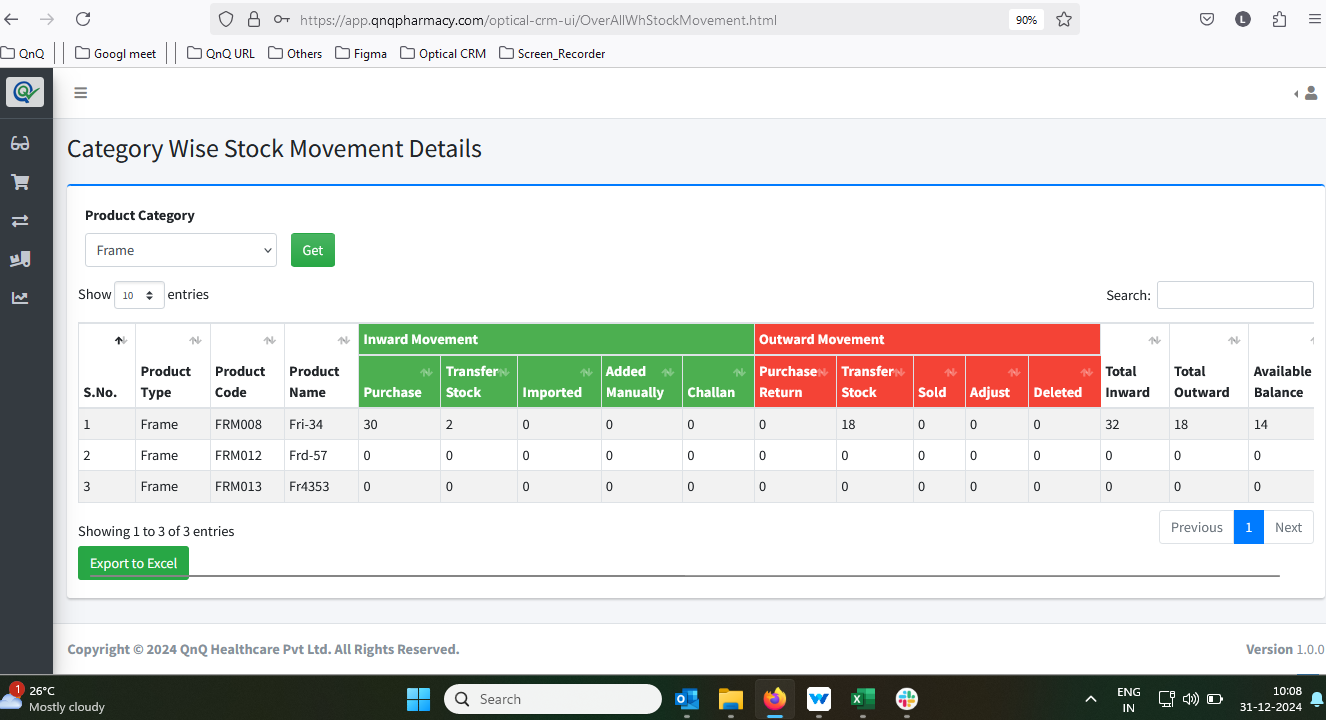 https://app.qnqpharmacy.com/optical-crm-ui/OverAllWhStockMovement.html 90% L
QnQ Googl meet QnQ URL Others Figma Optical CRM Screen_Recorder
Category Wise Stock Movement Details
Product Category
Frame Get
Show 10 entries Search:
Inward Movement Outward Movement
S.No. Product Type Product Code Product Name Purchase Transfer Stock Imported Added Manually Challan Purchase Return Transfer Stock Sold Adjust Deleted Total Inward Total Outward Available Balance
1 Frame FRM008 Fri-34 30 2 0 0 0 0 18 0 0 0 32 18 14
2 Frame FRM012 Frd-57 0 0 0 0 0 0 0 0 0 0 0 0 0
3 Frame FRM013 Fr4353 0 0 0 0 0 0 0 0 0 0 0 0 0
Showing 1 to 3 of 3 entries Previous 1 Next
Export to Excel
Copyright © 2024 QnQ Healthcare Pvt Ltd. All Rights Reserved. Version 1.0.0
1 26°C Mostly cloudy Search ENG IN 10:08 31-12-2024